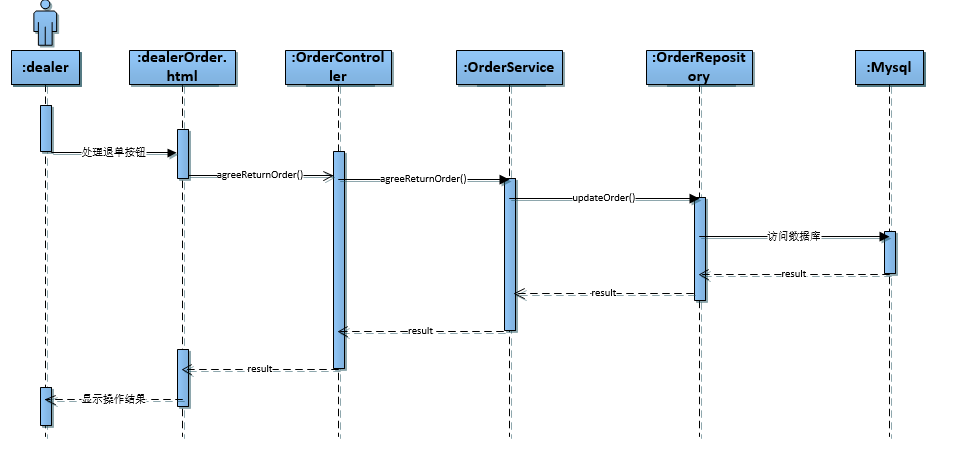 :dealer
:dealerOrder.
html
:OrderControl
ler
:OrderService
:OrderReposit
ory
:Mysql
处理退单按钮
agreeReturnOrder()
agreeReturnOrder()
updateOrder()
访问数据库
result
result
result
result
显示操作结果